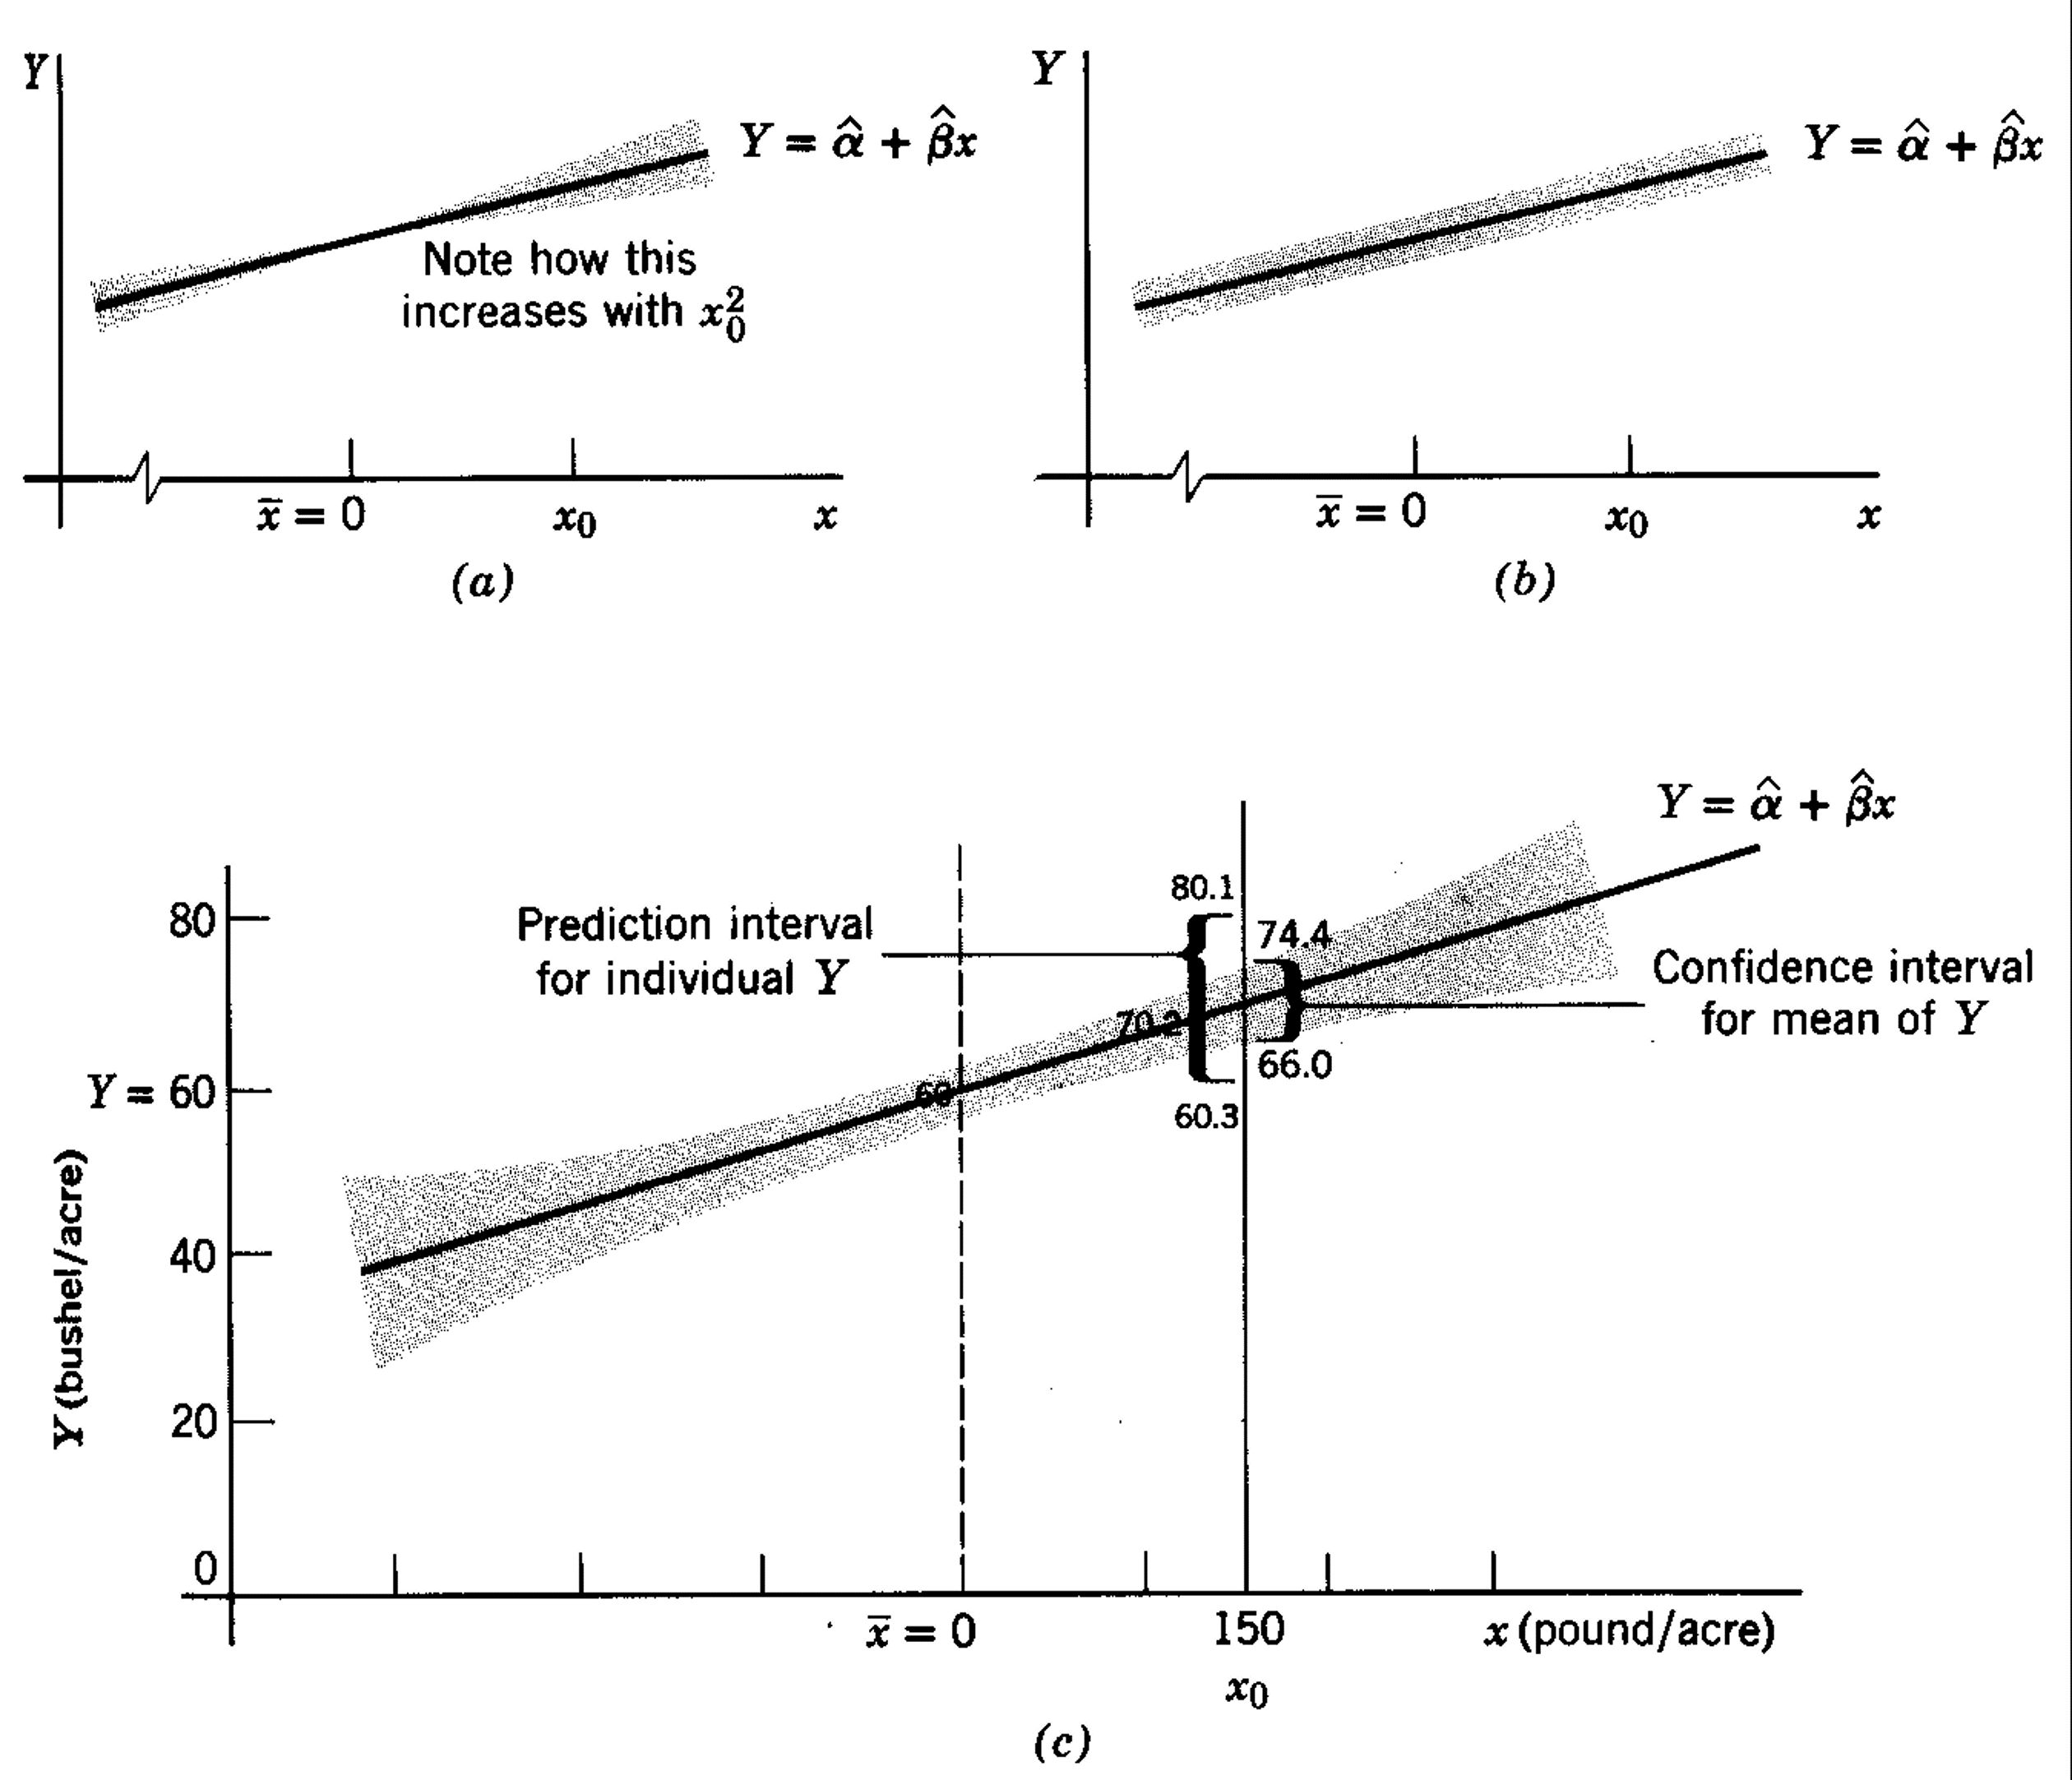 Y
Y = α̂ + β̂x
Note how this
increases with x₀²
x̄ = 0
x₀
x
(a)
Y
Y = α̂ + β̂x
x̄ = 0
x₀
x
(b)
Y = α̂ + β̂x
80.1
80
Prediction interval
for individual Y
74.4
Confidence interval
for mean of Y
70.2
66.0
Y = 60
60
60.3
Y (bushel/acre)
40
20
0
x̄ = 0
150
x (pound/acre)
x₀
(c)